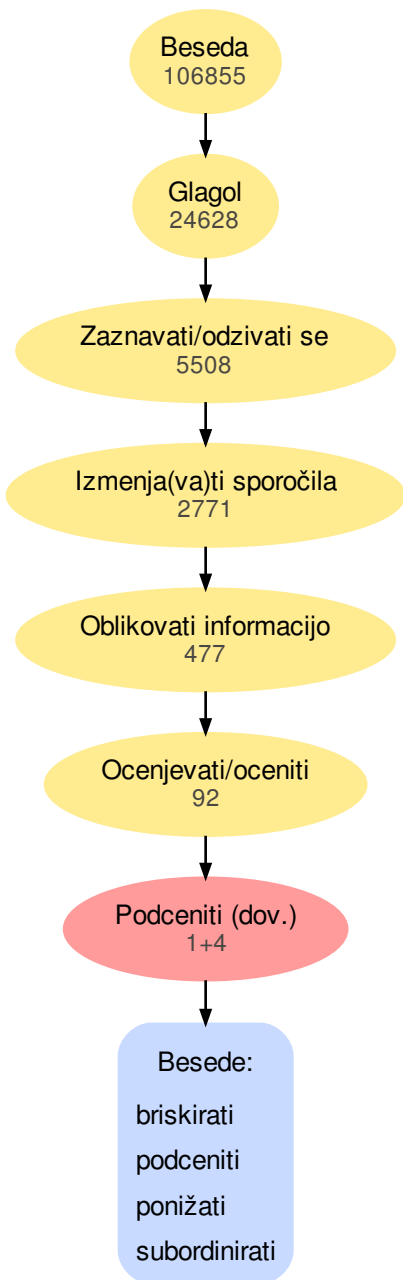 Beseda
106855
Glagol
24628
Zaznavati/odzivati se
5508
Izmenja(va)ti sporočila
2771
Oblikovati informacijo
477
Ocenjevati/oceniti
92
Podceniti (dov.)
1+4
Besede:
briskirati
podceniti
ponižati
subordinirati